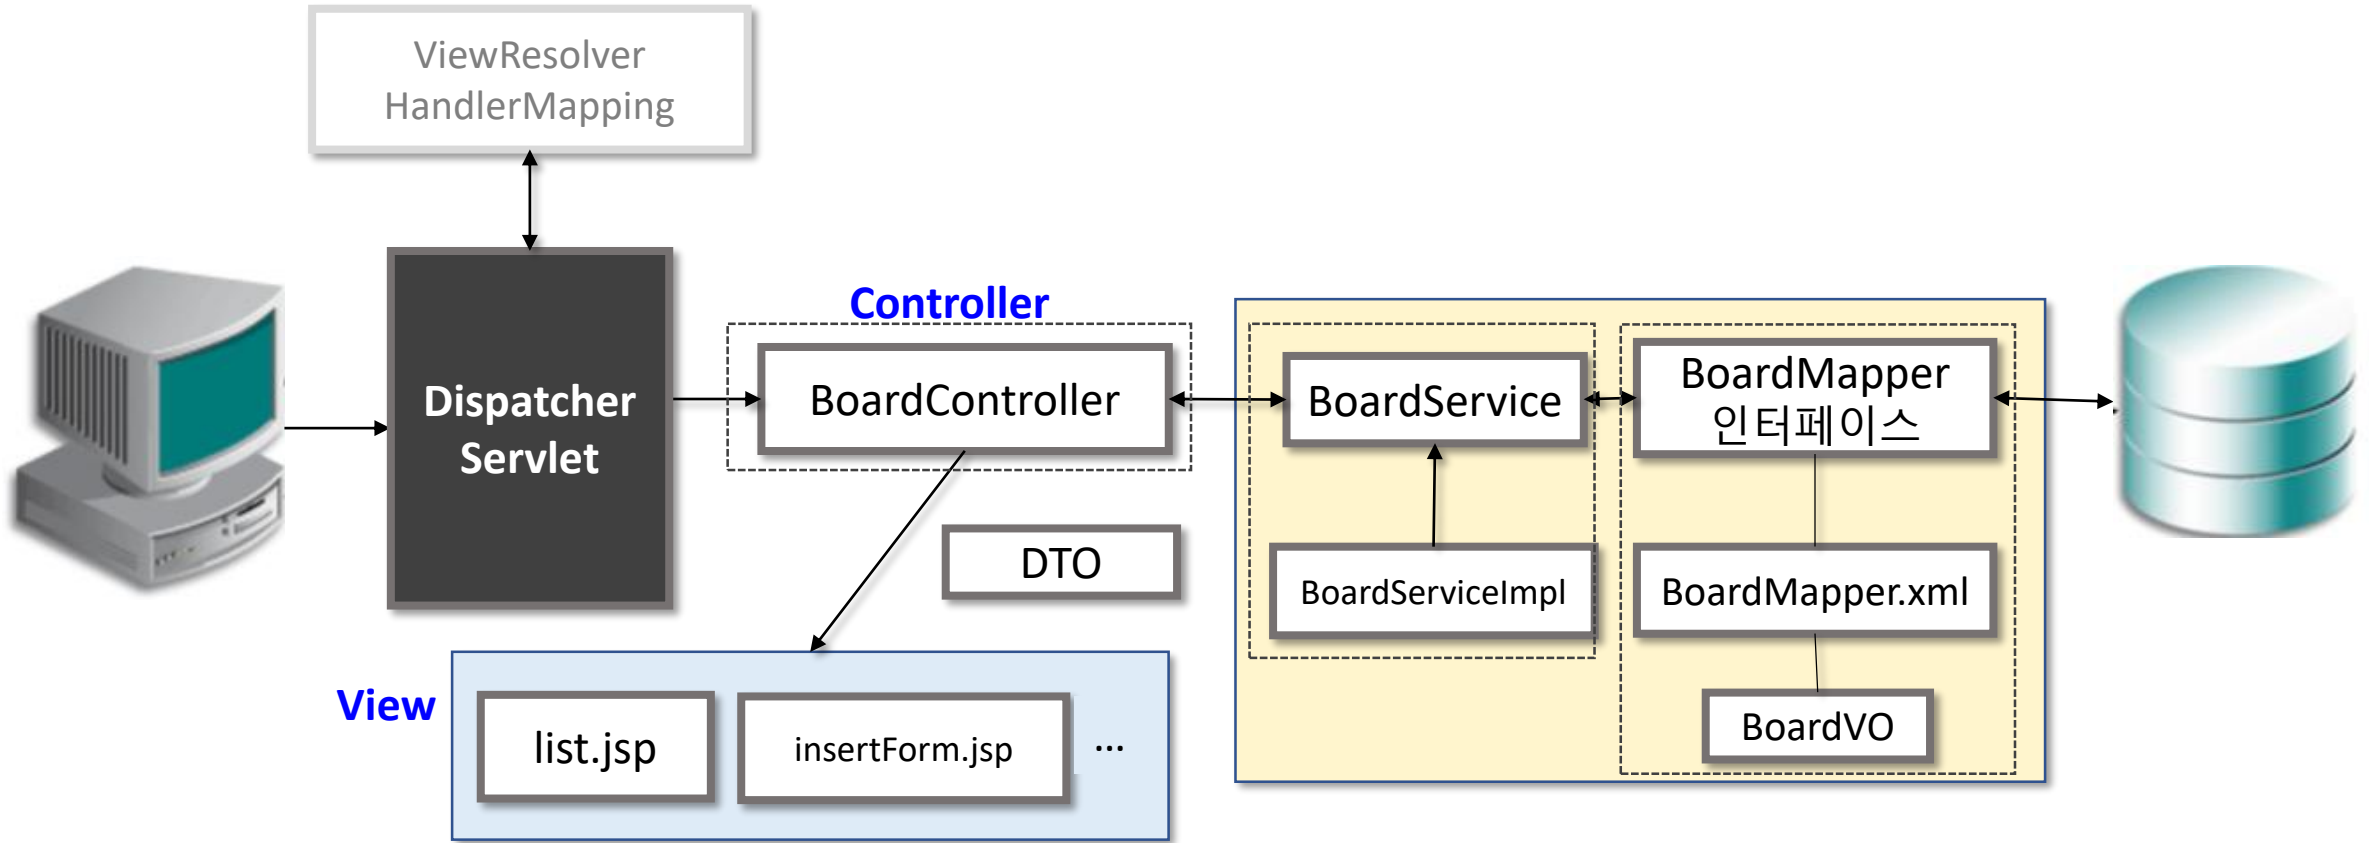 ViewResolver
HandlerMapping
Dispatcher
Servlet
Controller
BoardController
BoardService
BoardMapper
인터페이스
DTO
BoardServiceImpl
BoardMapper.xml
View
list.jsp
insertForm.jsp
...
BoardVO